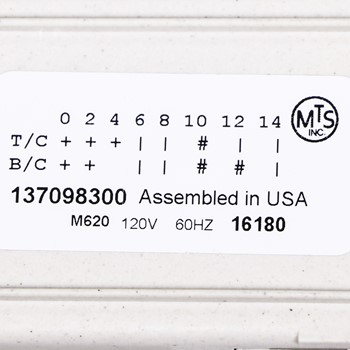 0 2 4 6 8 10 12 14
MTS
INC.
T/C + + + | | # | |
B/C + + | | # # |
137098300 Assembled in USA
M620 120V 60HZ 16180